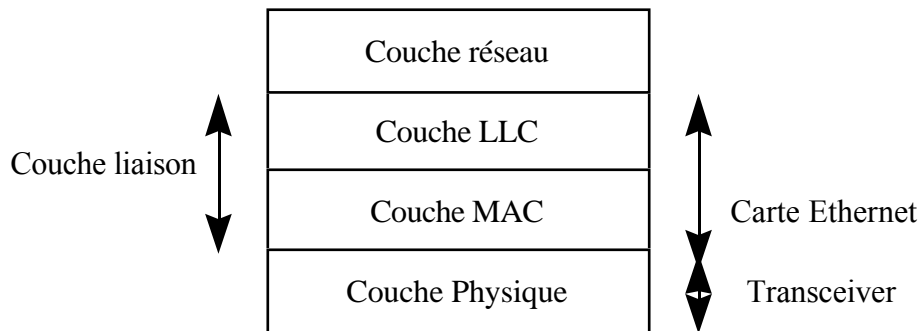 Couche réseau
Couche LLC
Couche liaison
Couche MAC
Carte Ethernet
Couche Physique
Transceiver